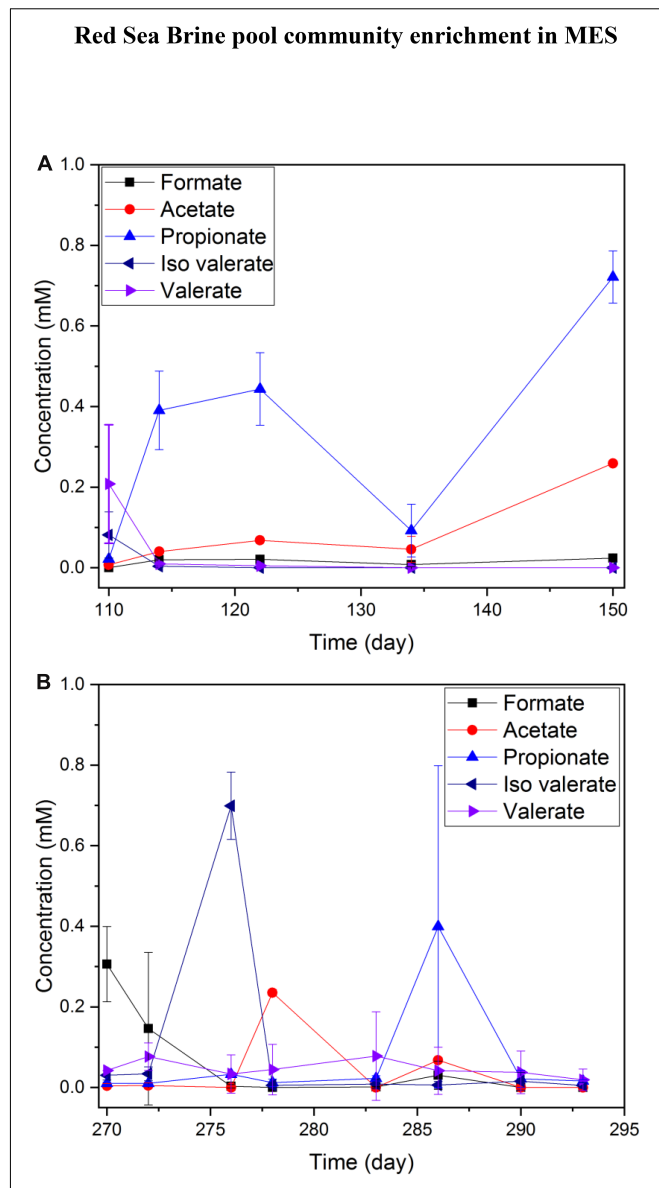 Red Sea Brine pool community enrichment in MES
A
1.0
0.8
0.6
0.4
0.2
0.0
Concentration (mM)
Formate
Acetate
Propionate
Iso valerate
Valerate
110 120 130 140 150
Time (day)
B
1.0
0.8
0.6
0.4
0.2
0.0
Concentration (mM)
Formate
Acetate
Propionate
Iso valerate
Valerate
270 275 280 285 290 295
Time (day)